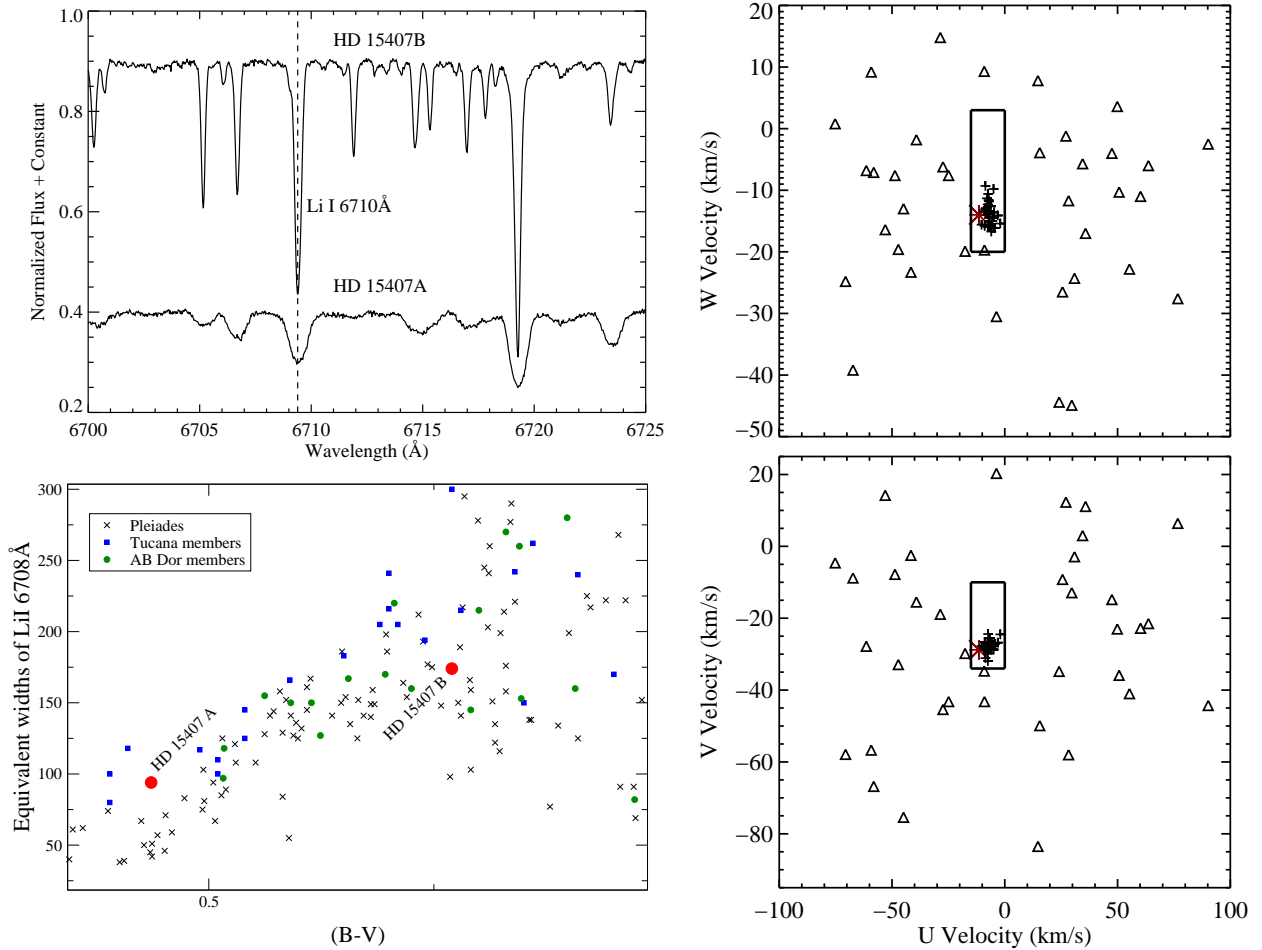 1.0
0.8
0.6
0.4
0.2
Normalized Flux + Constant
HD 15407B
Li I 6710Å
HD 15407A
6700 6705 6710 6715 6720 6725
Wavelength (Å)
300
250
200
150
100
50
Equivalent widths of LiI 6708Å
Pleiades
Tucana members
AB Dor members
HD 15407 A
HD 15407 B
0.5
(B-V)
20
10
0
−10
−20
−30
−40
−50
W Velocity (km/s)
20
0
−20
−40
−60
−80
V Velocity (km/s)
−100 −50 0 50 100
U Velocity (km/s)